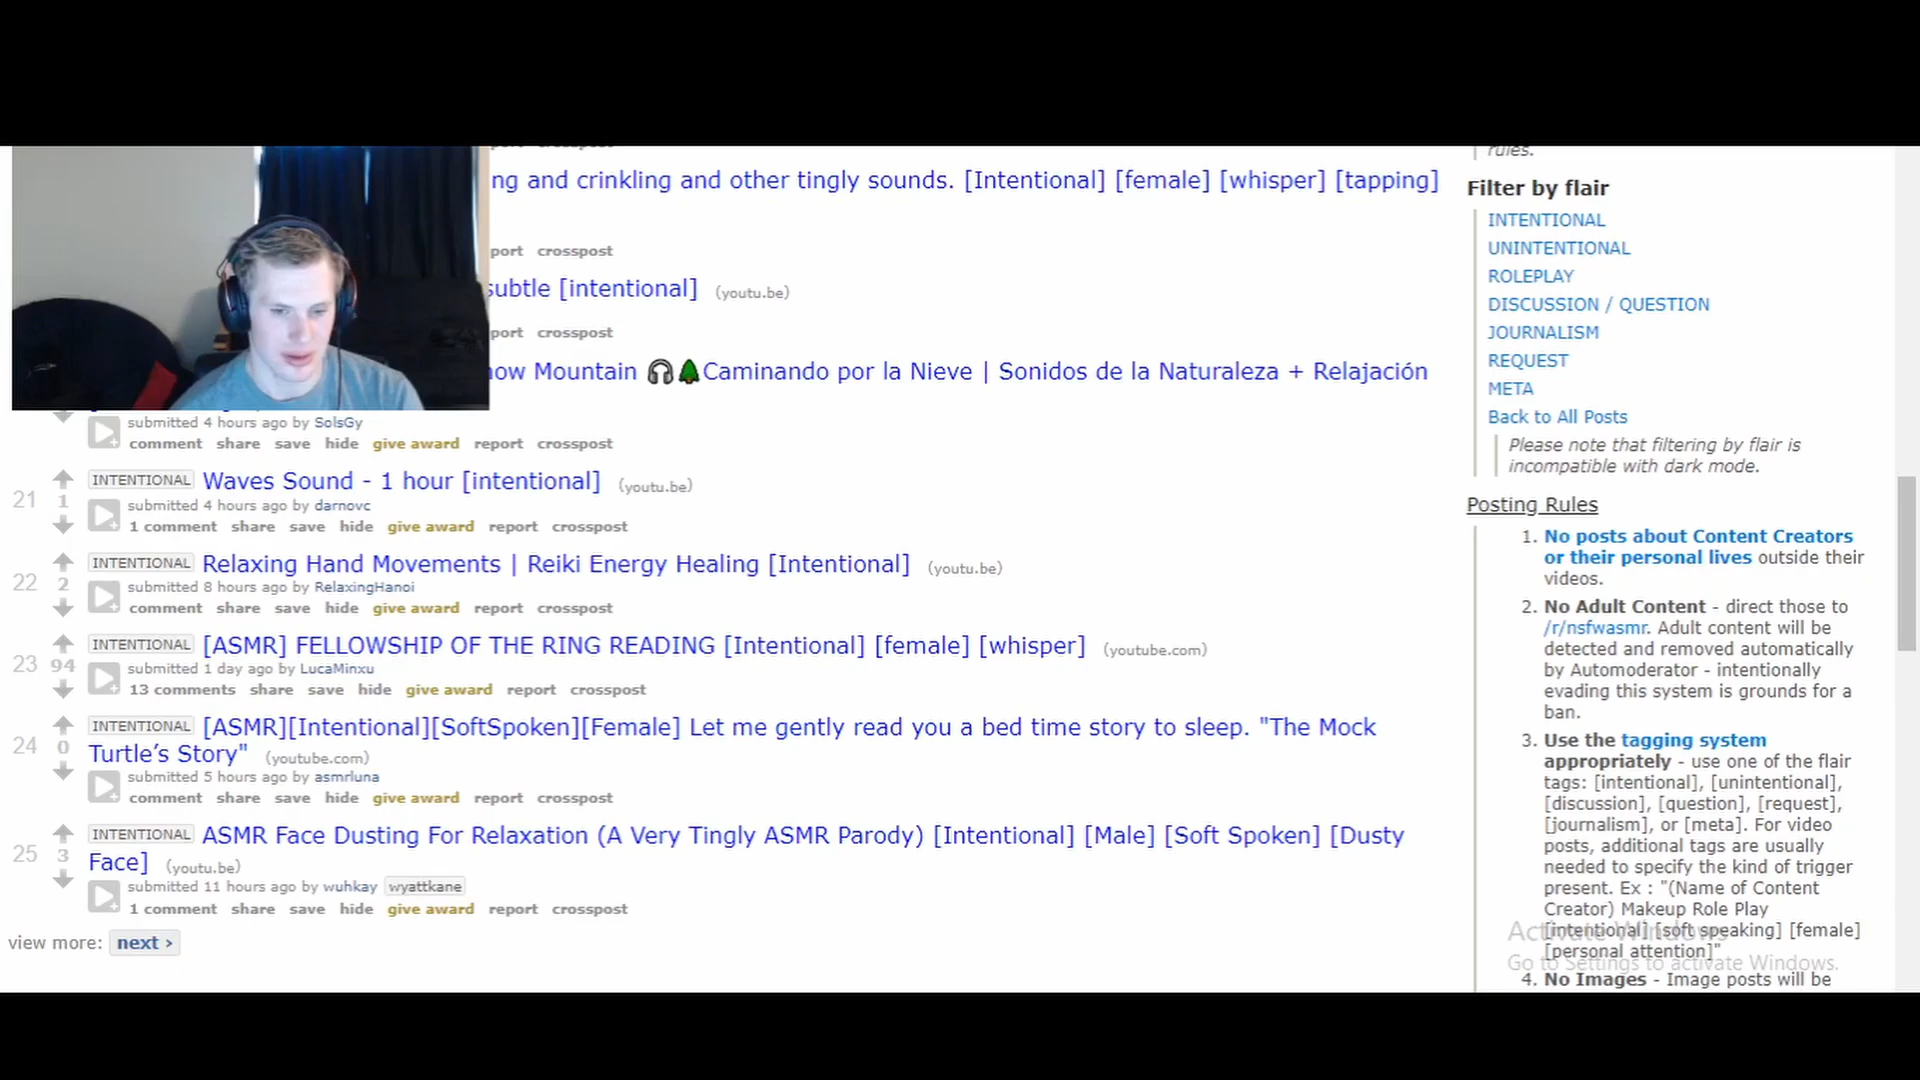 port crosspost
ng and crinkling and other tingly sounds. [Intentional] [female] [whisper] [tapping]
port crosspost
subtle [intentional] (youtu.be)
port crosspost
now Mountain 🎧🌲Caminando por la Nieve | Sonidos de la Naturaleza + Relajación
submitted 4 hours ago by SolsGy
comment share save hide give award report crosspost
21
1
INTENTIONAL Waves Sound - 1 hour [intentional] (youtu.be)
submitted 4 hours ago by darnovc
1 comment share save hide give award report crosspost
22
2
INTENTIONAL Relaxing Hand Movements | Reiki Energy Healing [Intentional] (youtu.be)
submitted 8 hours ago by RelaxingHanoi
comment share save hide give award report crosspost
23
94
INTENTIONAL [ASMR] FELLOWSHIP OF THE RING READING [Intentional] [female] [whisper] (youtube.com)
submitted 1 day ago by LucaMinxu
13 comments share save hide give award report crosspost
24
0
INTENTIONAL [ASMR][Intentional][SoftSpoken][Female] Let me gently read you a bed time story to sleep. "The Mock
Turtle’s Story" (youtube.com)
submitted 5 hours ago by asmrluna
comment share save hide give award report crosspost
25
3
INTENTIONAL ASMR Face Dusting For Relaxation (A Very Tingly ASMR Parody) [Intentional] [Male] [Soft Spoken] [Dusty
Face] (youtu.be)
submitted 11 hours ago by wuhkay wyattkane
1 comment share save hide give award report crosspost
view more: next ›
rules.
Filter by flair
INTENTIONAL
UNINTENTIONAL
ROLEPLAY
DISCUSSION / QUESTION
JOURNALISM
REQUEST
META
Back to All Posts
Please note that filtering by flair is
incompatible with dark mode.
Posting Rules
1. No posts about Content Creators
or their personal lives outside their
videos.
2. No Adult Content - direct those to
/r/nsfwasmr. Adult content will be
detected and removed automatically
by Automoderator - intentionally
evading this system is grounds for a
ban.
3. Use the tagging system
appropriately - use one of the flair
tags: [intentional], [unintentional],
[discussion], [question], [request],
[journalism], or [meta]. For video
posts, additional tags are usually
needed to specify the kind of trigger
present. Ex : "(Name of Content
Creator) Makeup Role Play
[intentional] [soft speaking] [female]
[personal attention]"
4. No Images - Image posts will be
Activate Windows
Go to Settings to activate Windows.